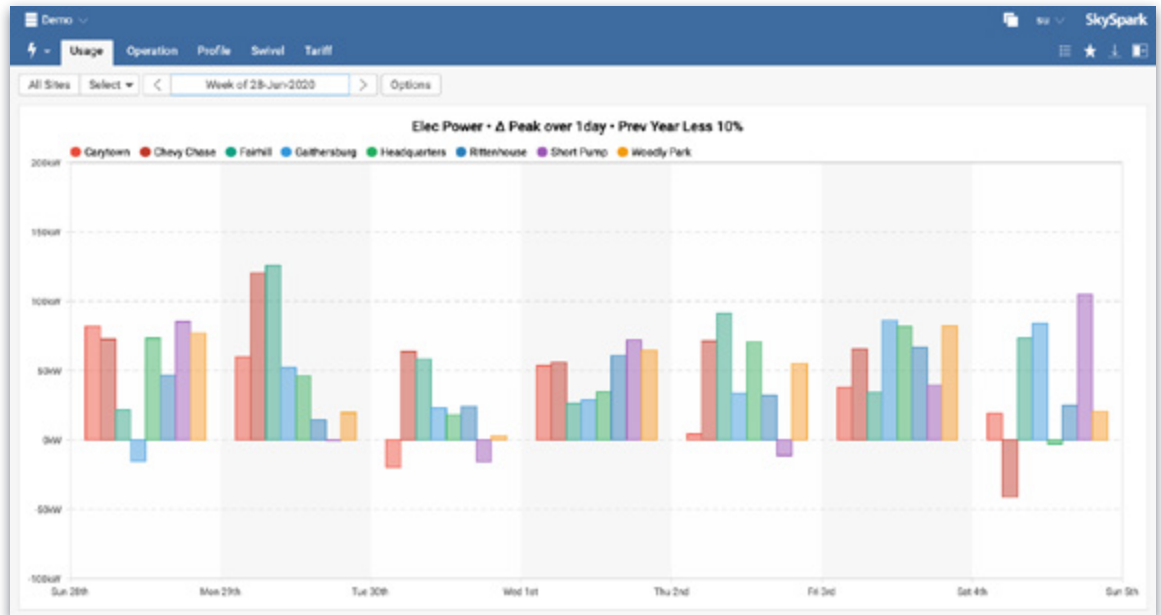 Demo su SkySpark
Usage Operation Profile Swivel Tariff
All Sites Select Week of 28-Jun-2020 Options
Elec Power • Δ Peak over 1day • Prev Year Less 10%
Carytown Chevy Chase Fairhill Gaithersburg Headquarters Rittenhouse Short Pump Woodly Park
200kW
150kW
100kW
50kW
0kW
-50kW
-100kW
Sun 28th Mon 29th Tue 30th Wed 1st Thu 2nd Fri 3rd Sat 4th Sun 5th